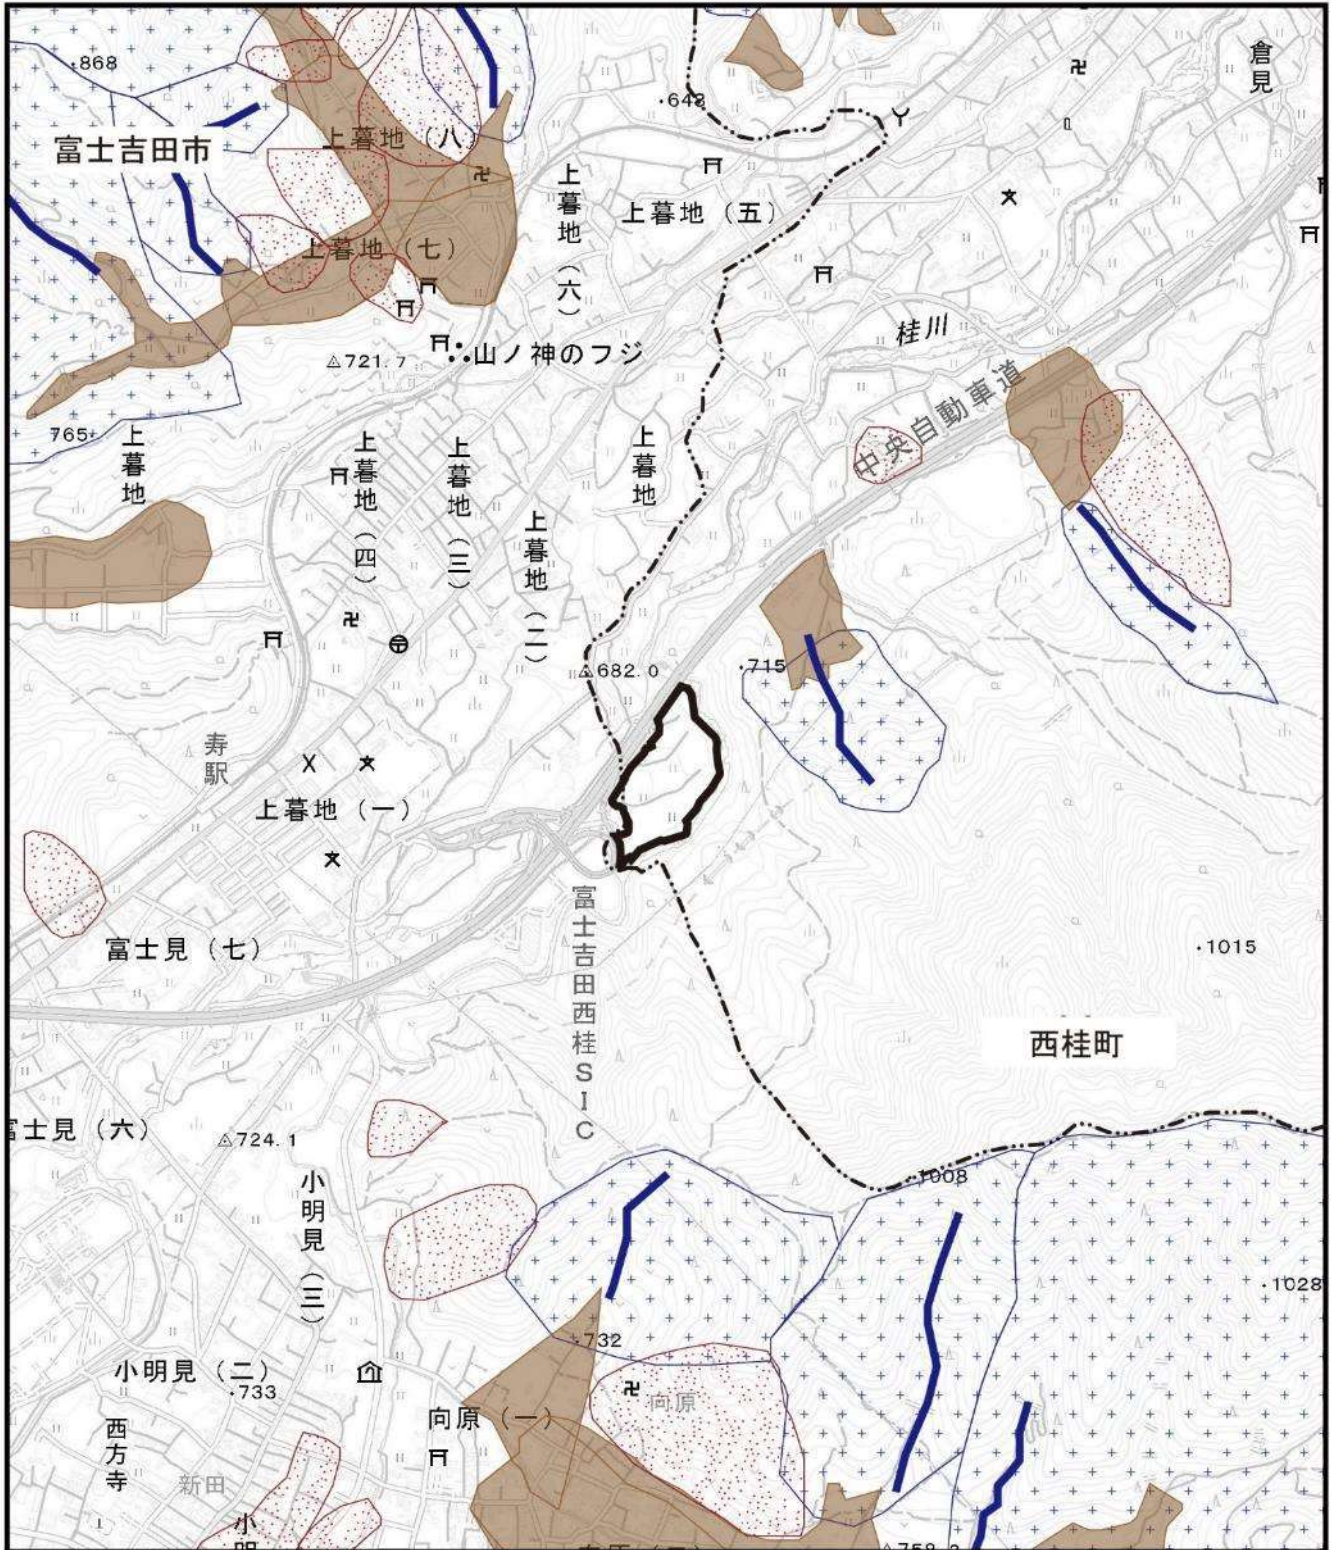 倉見
868
643
富士吉田市
上暮地（八）
上暮地（六）
上暮地（五）
上暮地（七）
桂川
山ノ神のフジ
721.7
中央自動車道
765
上暮地
上暮地（四）
上暮地（三）
上暮地
上暮地（二）
682.0
715
寿駅
上暮地（一）
富士吉田西桂SIC
富士見（七）
1015
西桂町
富士見（六）
724.1
1008
小明見（三）
1028
732
小明見（二）
733
向原
向原（一）
西方寺
新田